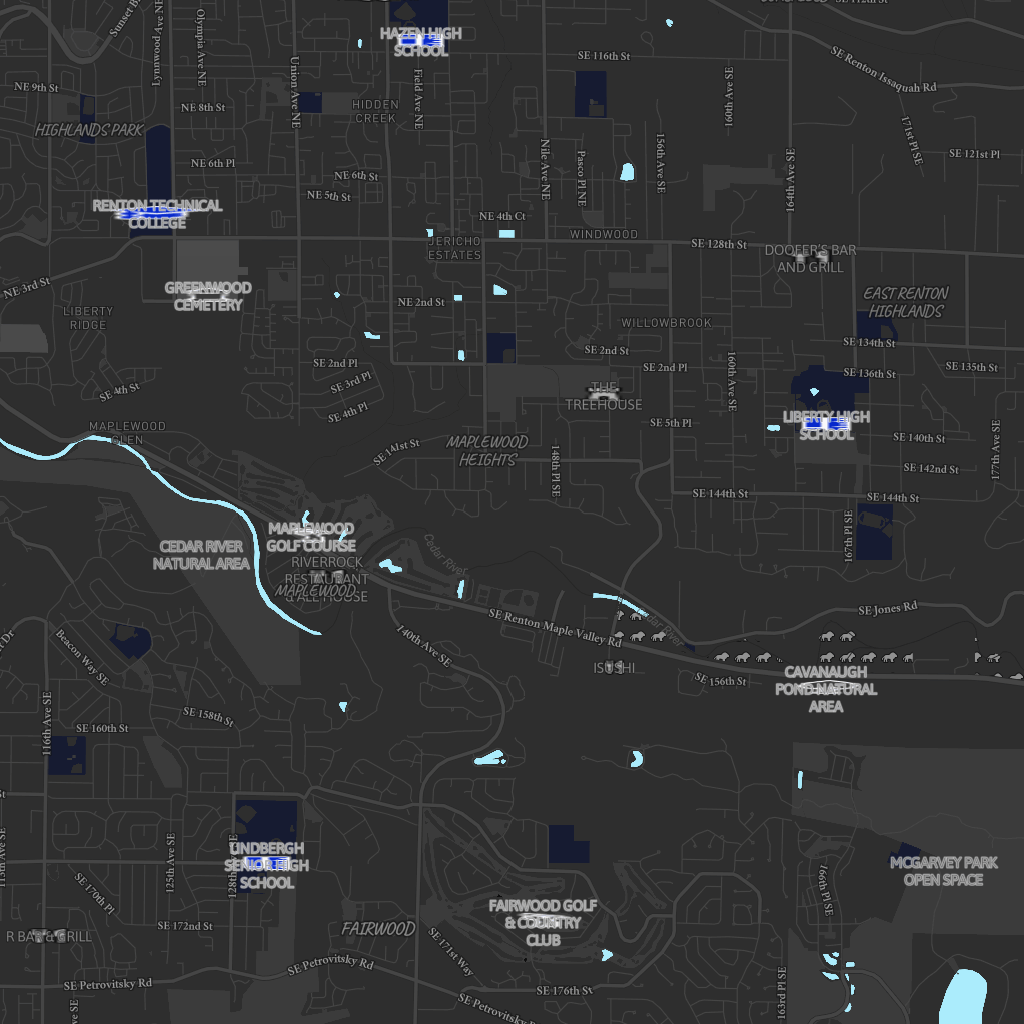 SE 112th St
Sunset B
Lynnwood Ave NE
Olympia Ave NE
HAZEN HIGH
SCHOOL
SE 116th St
SE Renton Issaquah Rd
Union Ave NE
Field Ave NE
169th Ave SE
NE 9th St
NE 8th St
HIDDEN
CREEK
171st Pl SE
HIGHLANDS PARK
NE 6th Pl
NE 6th St
NE 5th St
Nile Ave NE
Pasco Pl NE
156th Ave SE
164th Ave SE
SE 121st Pl
RENTON TECHNICAL
COLLEGE
NE 4th Ct
JERICHO
ESTATES
WINDWOOD
SE 128th St
DOOFER'S BAR
AND GRILL
NE 3rd St
GREENWOOD
CEMETERY
NE 2nd St
EAST RENTON
HIGHLANDS
LIBERTY
RIDGE
WILLOWBROOK
SE 134th St
SE 2nd St
SE 2nd Pl
SE 2nd Pl
SE 135th St
SE 136th St
SE 3rd Pl
SE 4th St
160th Ave SE
THE
TREEHOUSE
SE 4th Pl
MAPLEWOOD
GLEN
SE 5th Pl
LIBERTY HIGH
SCHOOL
SE 140th St
177th Ave SE
SE 141st St
MAPLEWOOD
HEIGHTS
148th Pl SE
SE 142nd St
SE 144th St
SE 144th St
167th Pl SE
MAPLEWOOD
GOLF COURSE
CEDAR RIVER
NATURAL AREA
Cedar River
RIVERROCK
RESTAURANT
& ALE HOUSE
MAPLEWOOD
SE Renton Maple Valley Rd
Cedar River
SE Jones Rd
140th Ave SE
Beacon Way SE
ISUSHI
SE 156th St
CAVANAUGH
POND NATURAL
AREA
116th Ave SE
SE 158th St
SE 160th St
125th Ave SE
LINDBERGH
SENIOR HIGH
SCHOOL
MCGARVEY PARK
OPEN SPACE
SE 170th Pl
166th Pl SE
SE 172nd St
FAIRWOOD
FAIRWOOD GOLF
& COUNTRY
CLUB
R BAR & GRILL
SE 171st Way
SE Petrovitsky Rd
SE Petrovitsky Rd
SE 176th St
163rd Pl SE
SE Petrovitsky